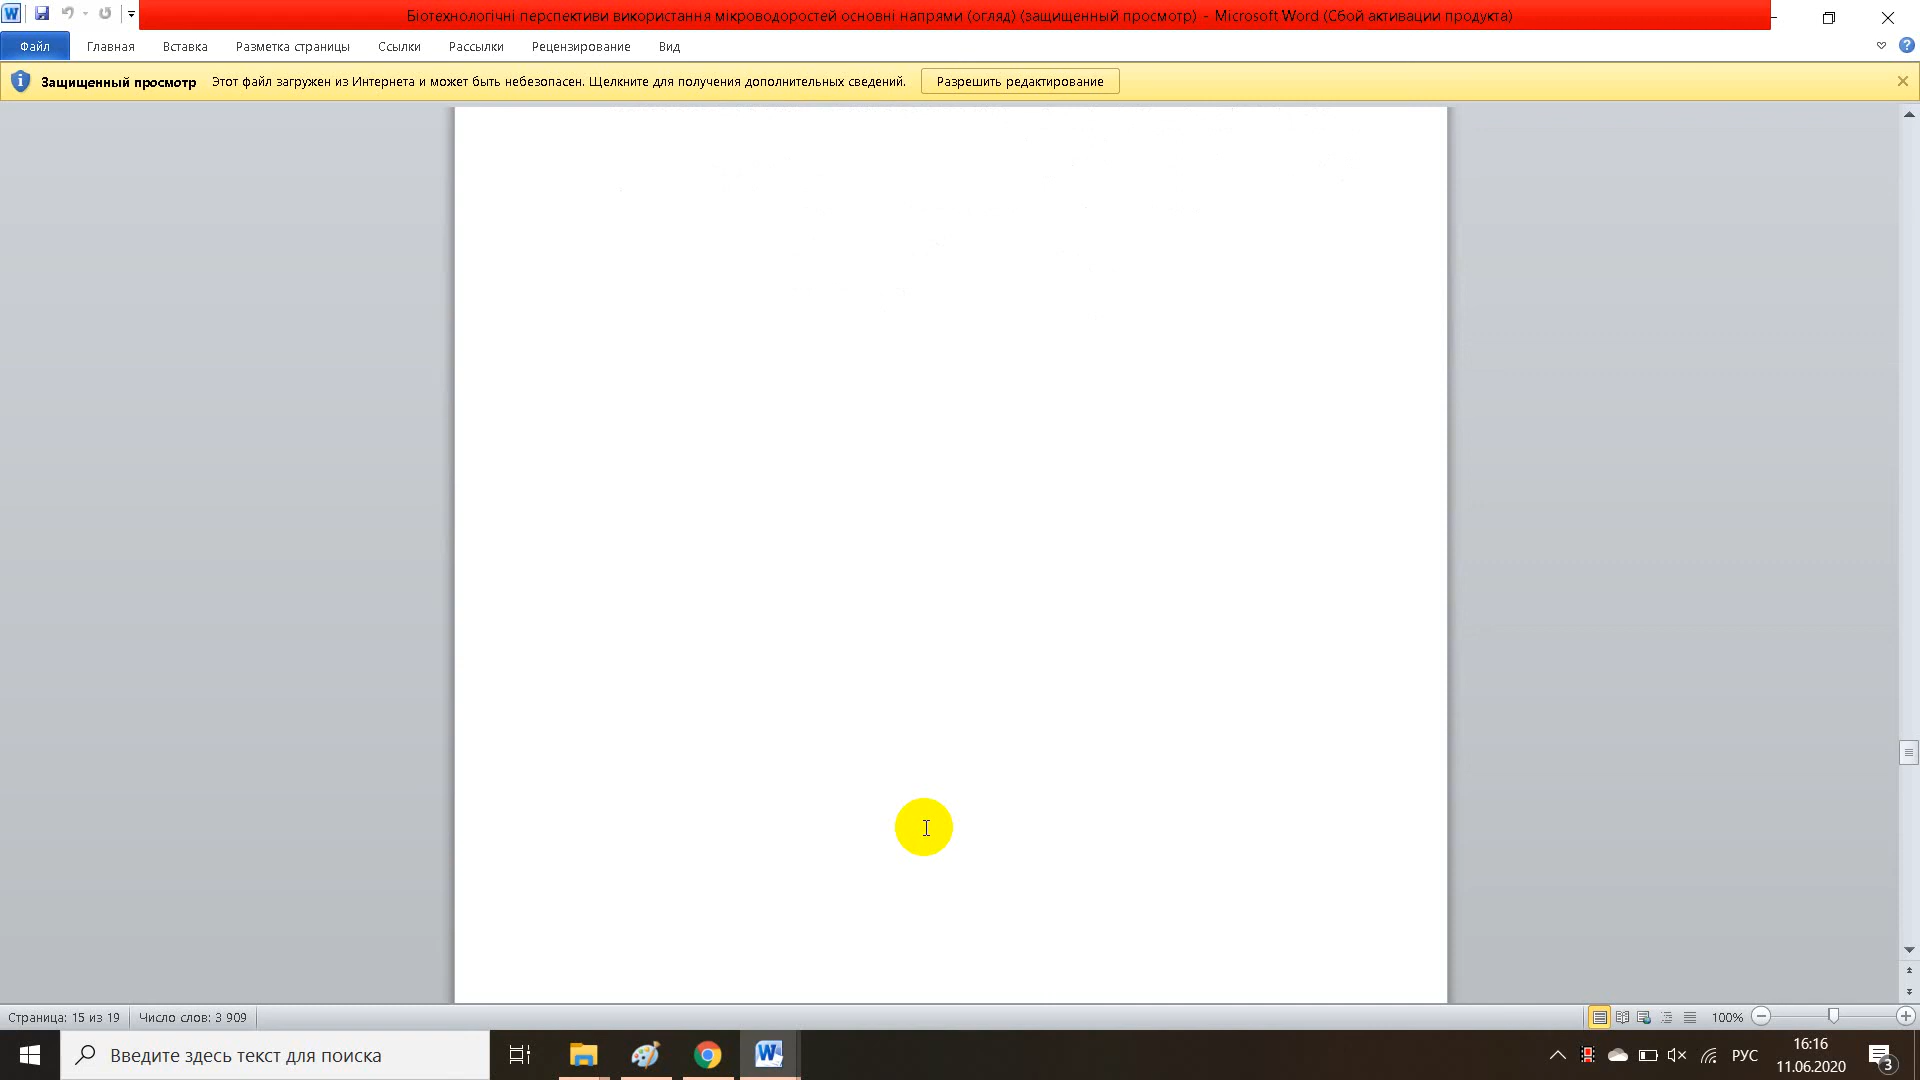 Біотехнологічні перспективи використання мікроводоростей основні напрями (огляд) (защищенный просмотр) - Microsoft Word (Сбой активации продукта)
Файл Главная Вставка Разметка страницы Ссылки Рассылки Рецензирование Вид
Защищенный просмотр Этот файл загружен из Интернета и может быть небезопасен. Щелкните для получения дополнительных сведений. Разрешить редактирование
Страница: 15 из 19 Число слов: 3 909 100%
Введите здесь текст для поиска РУС 16:16
11.06.2020 3